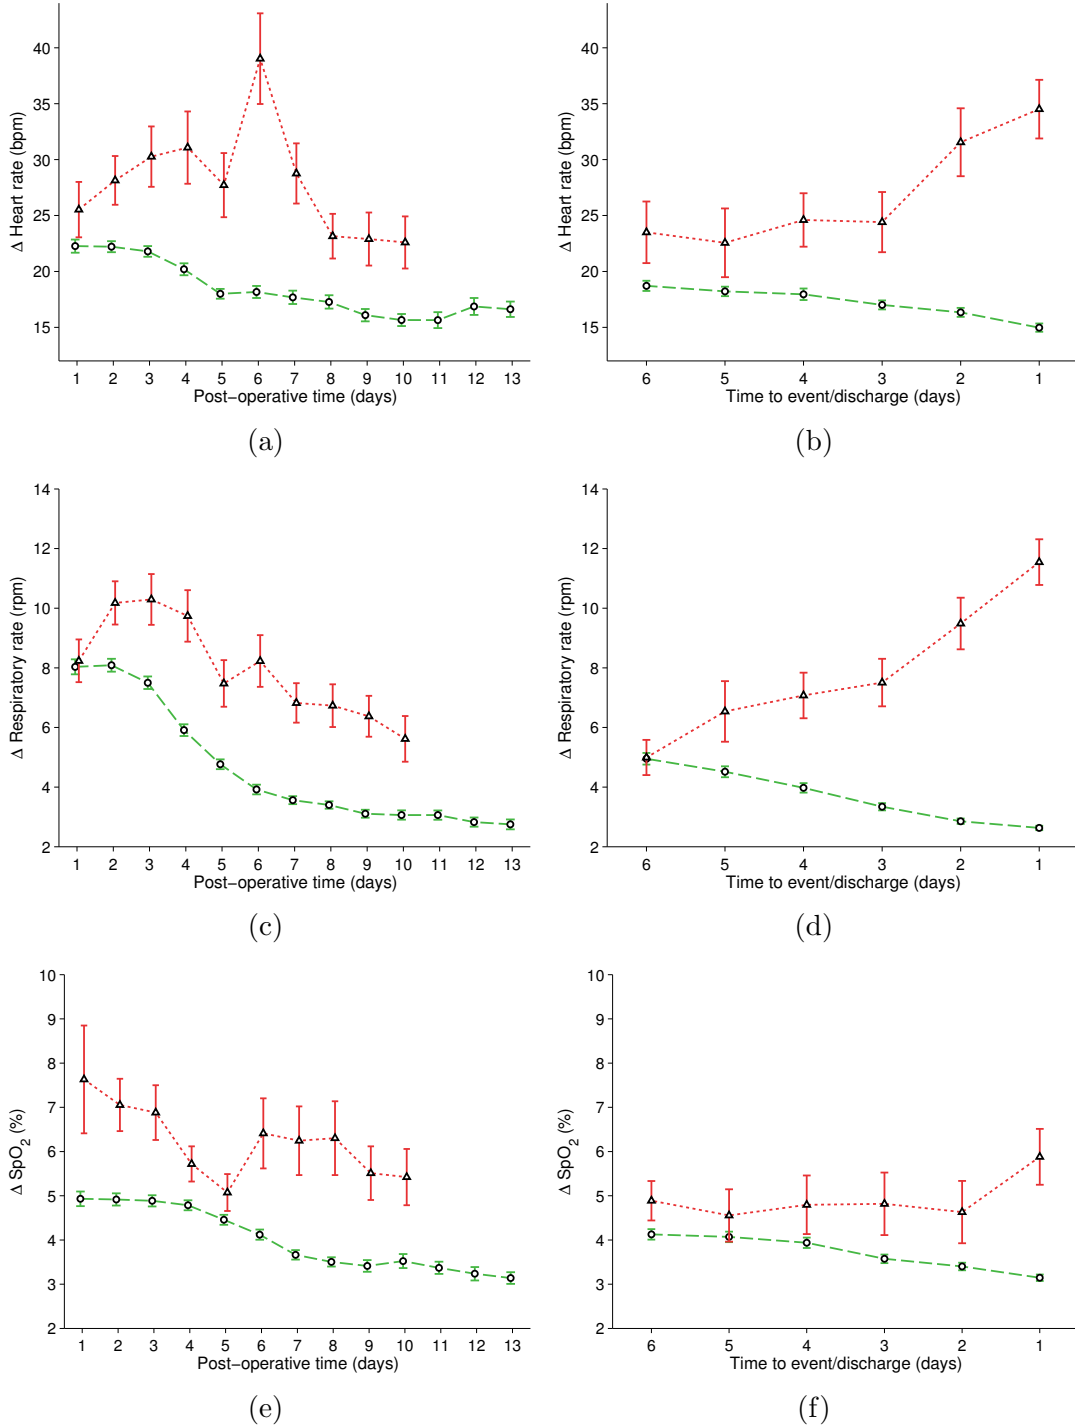 40
35
30
25
20
15
Δ Heart rate (bpm)
1 2 3 4 5 6 7 8 9 10 11 12 13
Post−operative time (days)
(a)
40
35
30
25
20
15
Δ Heart rate (bpm)
6 5 4 3 2 1
Time to event/discharge (days)
(b)
14
12
10
8
6
4
2
Δ Respiratory rate (rpm)
1 2 3 4 5 6 7 8 9 10 11 12 13
Post−operative time (days)
(c)
14
12
10
8
6
4
2
Δ Respiratory rate (rpm)
6 5 4 3 2 1
Time to event/discharge (days)
(d)
10
9
8
7
6
5
4
3
2
Δ SpO₂ (%)
1 2 3 4 5 6 7 8 9 10 11 12 13
Post−operative time (days)
(e)
10
9
8
7
6
5
4
3
2
Δ SpO₂ (%)
6 5 4 3 2 1
Time to event/discharge (days)
(f)